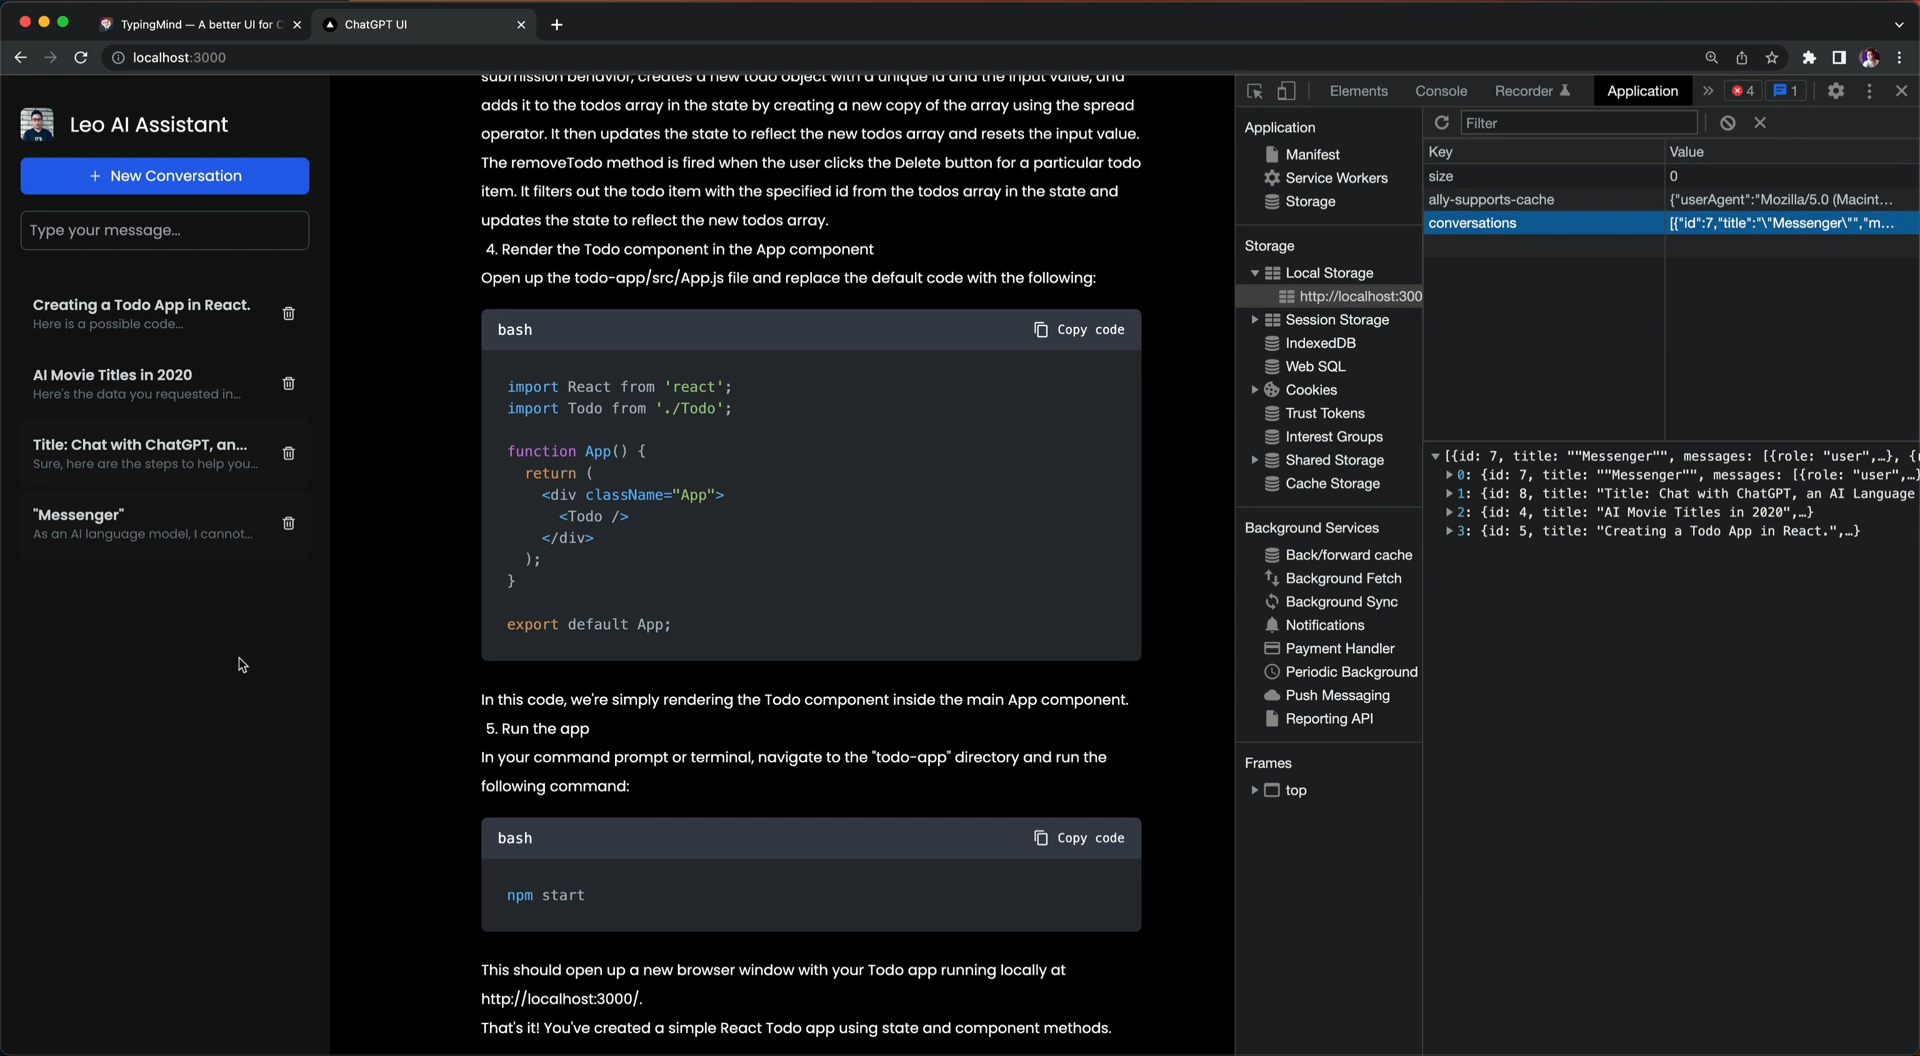 TypingMind — A better UI for C
ChatGPT UI
localhost:3000
Leo AI Assistant
+ New Conversation
Type your message...
Creating a Todo App in React.
Here is a possible code...
AI Movie Titles in 2020
Here's the data you requested in...
Title: Chat with ChatGPT, an...
Sure, here are the steps to help you...
"Messenger"
As an AI language model, I cannot...
submission behavior, creates a new todo object with a unique id and the input value, and
adds it to the todos array in the state by creating a new copy of the array using the spread
operator. It then updates the state to reflect the new todos array and resets the input value.
The removeTodo method is fired when the user clicks the Delete button for a particular todo
item. It filters out the todo item with the specified id from the todos array in the state and
updates the state to reflect the new todos array.
4. Render the Todo component in the App component
Open up the todo-app/src/App.js file and replace the default code with the following:
bash
Copy code
import React from 'react';
import Todo from './Todo';
function App() {
return (
<div className="App">
<Todo />
</div>
);
}
export default App;
In this code, we're simply rendering the Todo component inside the main App component.
5. Run the app
In your command prompt or terminal, navigate to the "todo-app" directory and run the
following command:
bash
Copy code
npm start
This should open up a new browser window with your Todo app running locally at
http://localhost:3000/.
That's it! You've created a simple React Todo app using state and component methods.
Elements
Console
Recorder
Application
4
1
Application
Manifest
Service Workers
Storage
Storage
Local Storage
http://localhost:300
Session Storage
IndexedDB
Web SQL
Cookies
Trust Tokens
Interest Groups
Shared Storage
Cache Storage
Background Services
Back/forward cache
Background Fetch
Background Sync
Notifications
Payment Handler
Periodic Background
Push Messaging
Reporting API
Frames
top
Filter
Key Value
size 0
ally-supports-cache {"userAgent":"Mozilla/5.0 (Macint...
conversations [{"id":7,"title":"\"Messenger\"","m...
[{id: 7, title: ""Messenger"", messages: [{role: "user",…}, {r
0: {id: 7, title: ""Messenger"", messages: [{role: "user",…}
1: {id: 8, title: "Title: Chat with ChatGPT, an AI Language
2: {id: 4, title: "AI Movie Titles in 2020",…}
3: {id: 5, title: "Creating a Todo App in React.",…}